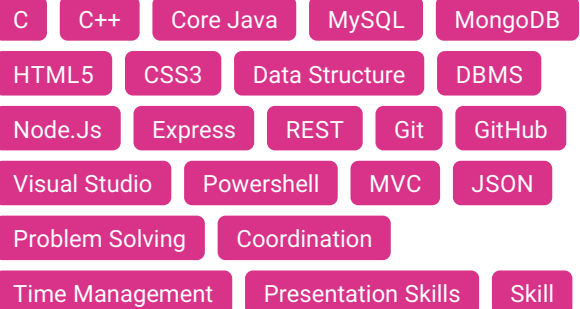 C C++ Core Java MySQL MongoDB
HTML5 CSS3 Data Structure DBMS
Node.Js Express REST Git GitHub
Visual Studio Powershell MVC JSON
Problem Solving Coordination
Time Management Presentation Skills Skill